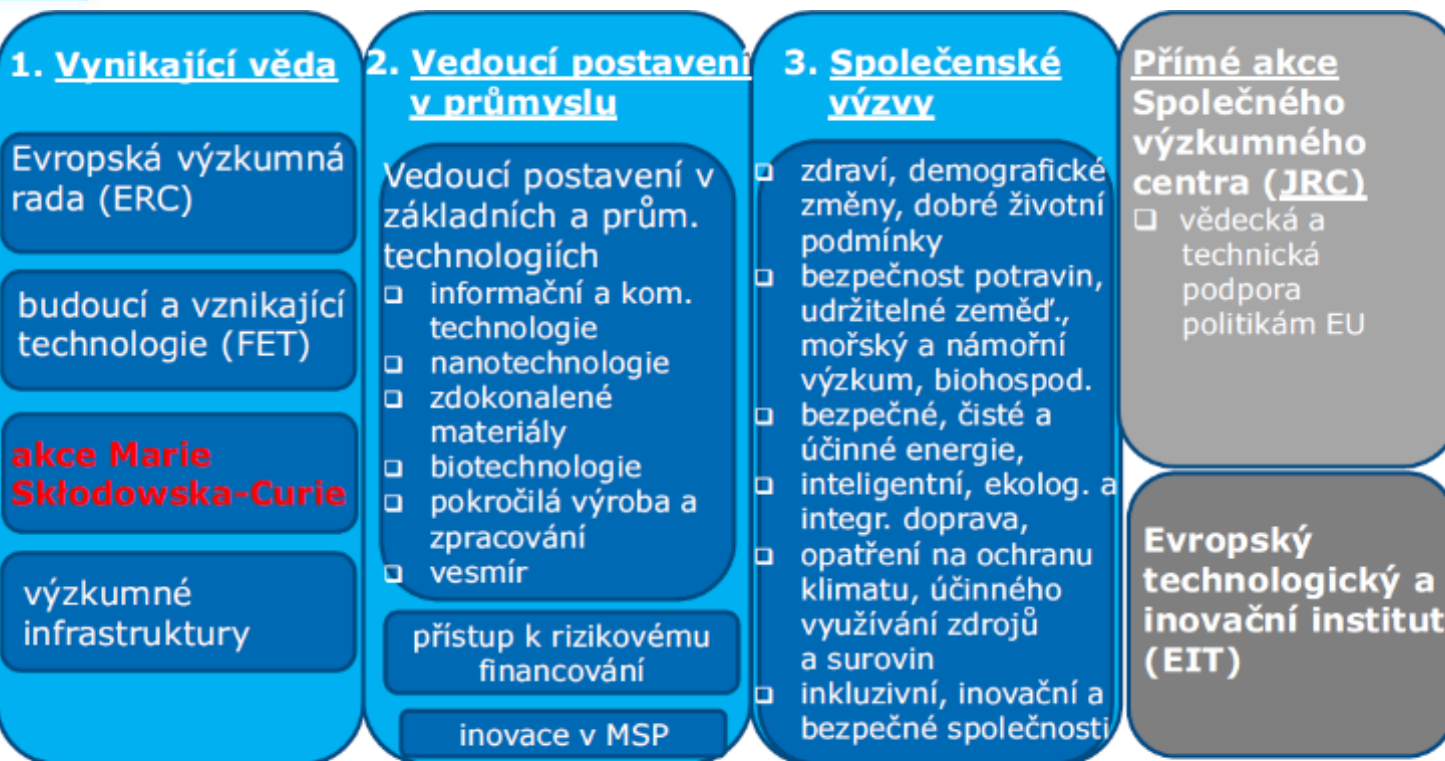 1. Vynikající věda
Evropská výzkumná
rada (ERC)
budoucí a vznikající
technologie (FET)
akce Marie
Skłodowska-Curie
výzkumné
infrastruktury
2. Vedoucí postavení
v průmyslu
Vedoucí postavení v
základních a prům.
technologiích
❑ informační a kom.
technologie
❑ nanotechnologie
❑ zdokonalené
materiály
❑ biotechnologie
❑ pokročilá výroba a
zpracování
❑ vesmír
přístup k rizikovému
financování
inovace v MSP
3. Společenské
výzvy
❑ zdraví, demografické
změny, dobré životní
podmínky
❑ bezpečnost potravin,
udržitelné zeměď.,
mořský a námořní
výzkum, biohospod.
❑ bezpečné, čisté a
účinné energie,
❑ inteligentní, ekolog. a
integr. doprava,
❑ opatření na ochranu
klimatu, účinného
využívání zdrojů
a surovin
❑ inkluzivní, inovační a
bezpečné společnosti
Přímé akce
Společného
výzkumného
centra (JRC)
❑ vědecká a
technická
podpora
politikám EU
Evropský
technologický a
inovační institut
(EIT)